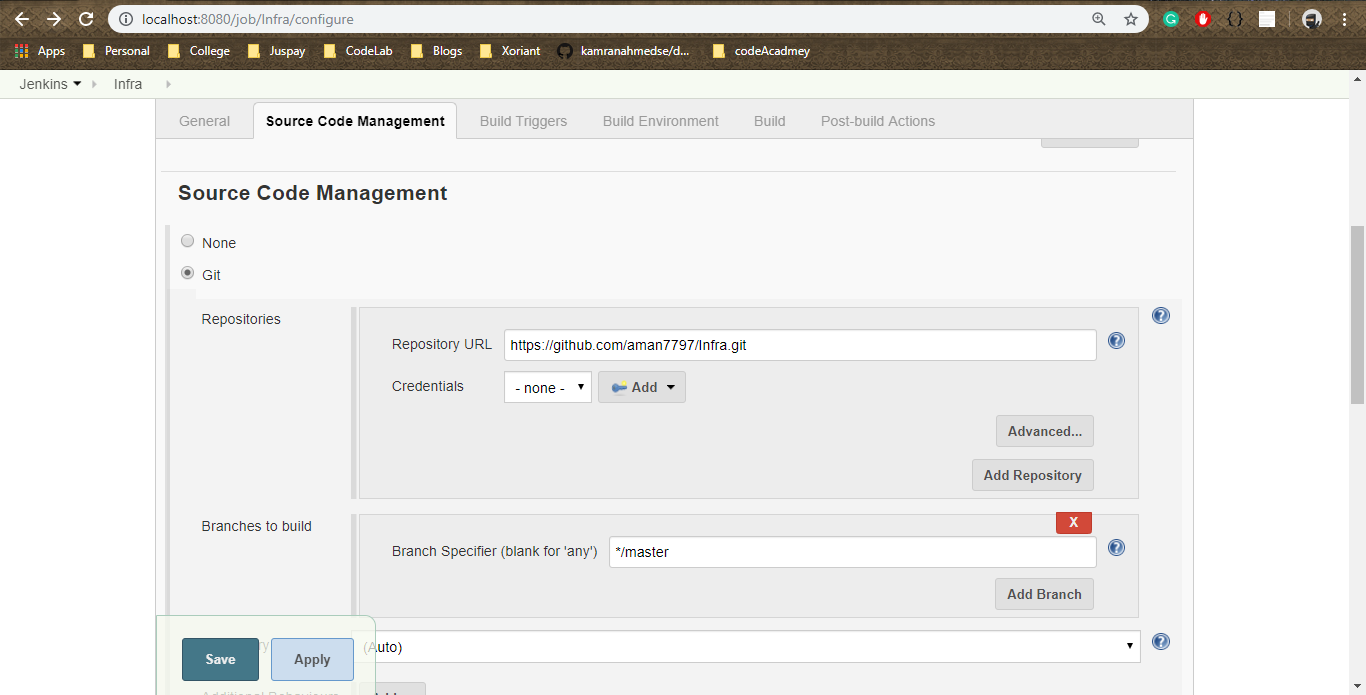 localhost:8080/job/Infra/configure
Apps Personal College Juspay CodeLab Blogs Xoriant kamranahmedse/d... codeAcadmey
Jenkins Infra
General Source Code Management Build Triggers Build Environment Build Post-build Actions
Source Code Management
None
Git
Repositories
Repository URL https://github.com/aman7797/Infra.git
Credentials - none - Add
Advanced...
Add Repository
Branches to build
X
Branch Specifier (blank for 'any') */master
Add Branch
(Auto)
Save Apply
Additional Behaviours